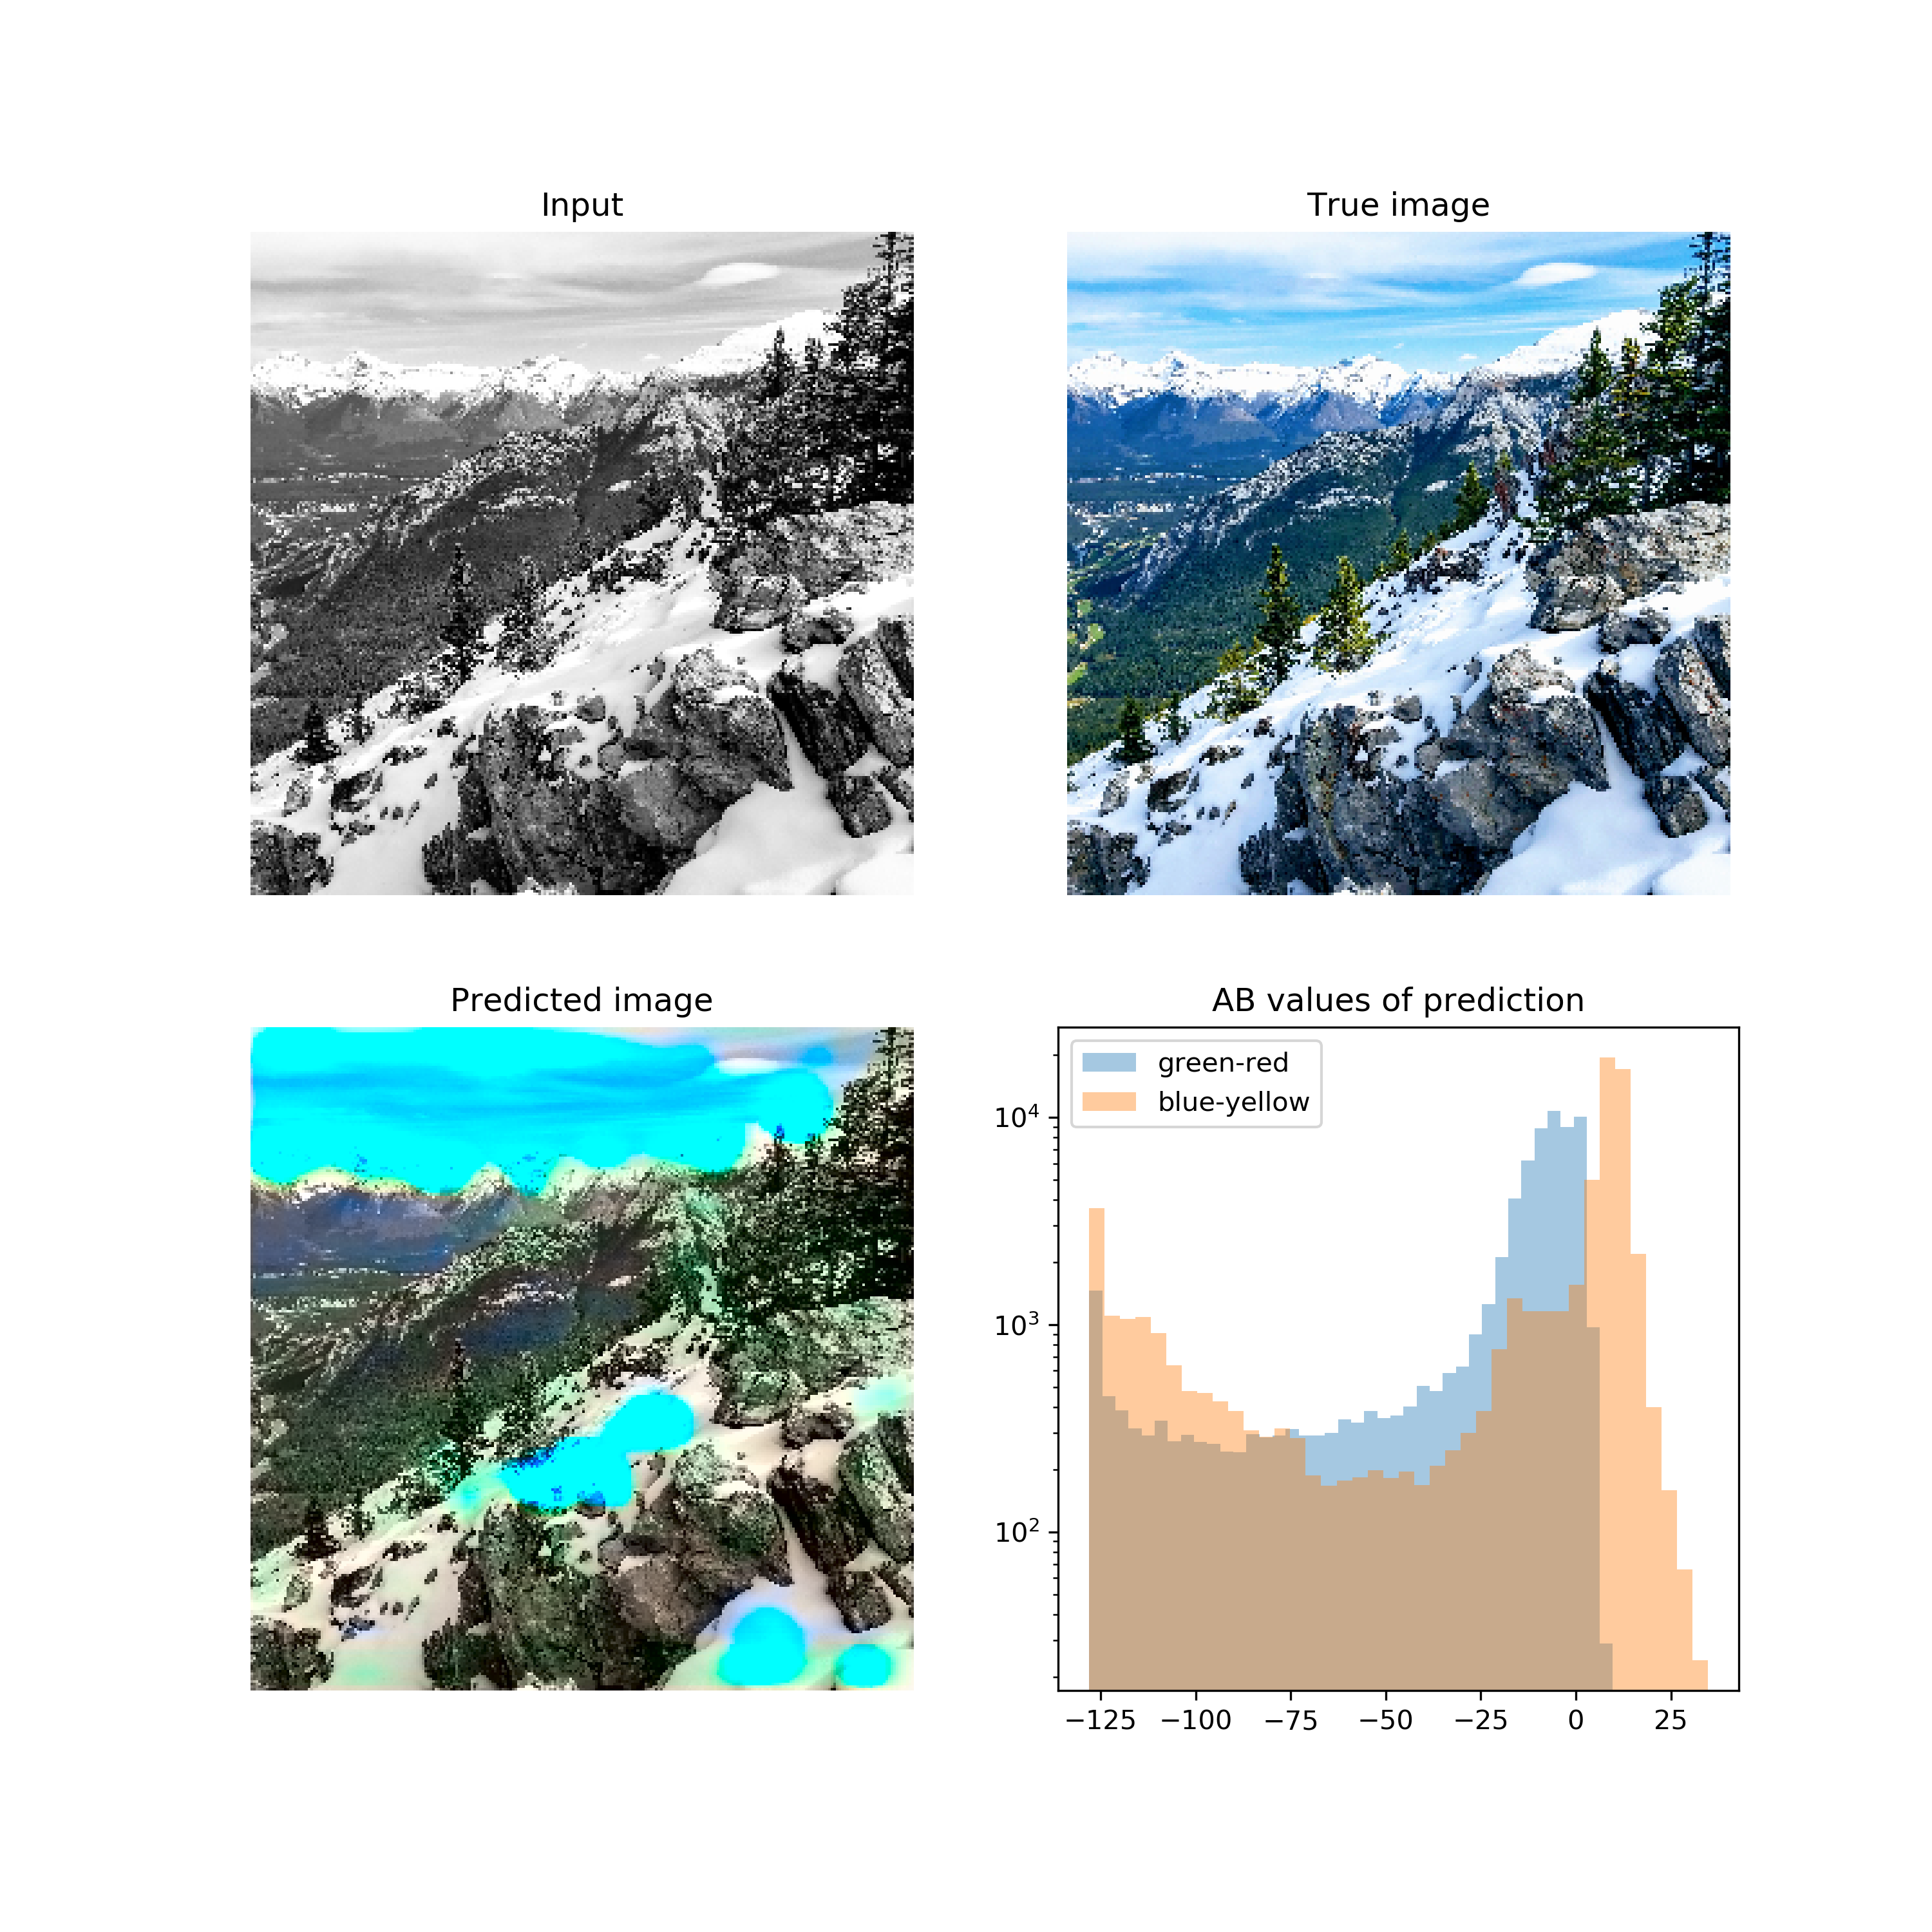 Input
True image
Predicted image
AB values of prediction
green-red
blue-yellow
10⁴
10³
10²
−125 −100 −75 −50 −25 0 25